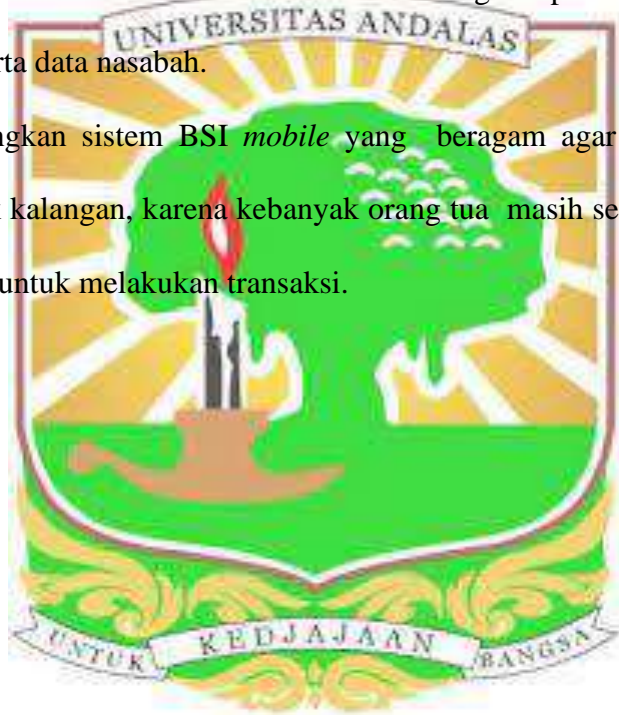 UNIVERSITAS ANDALAS
rta data nasabah.
ngkan sistem BSI mobile yang beragam agar
kalangan, karena kebanyak orang tua masih se
untuk melakukan transaksi.
UNTUK KEDJAJAAN BANGSA